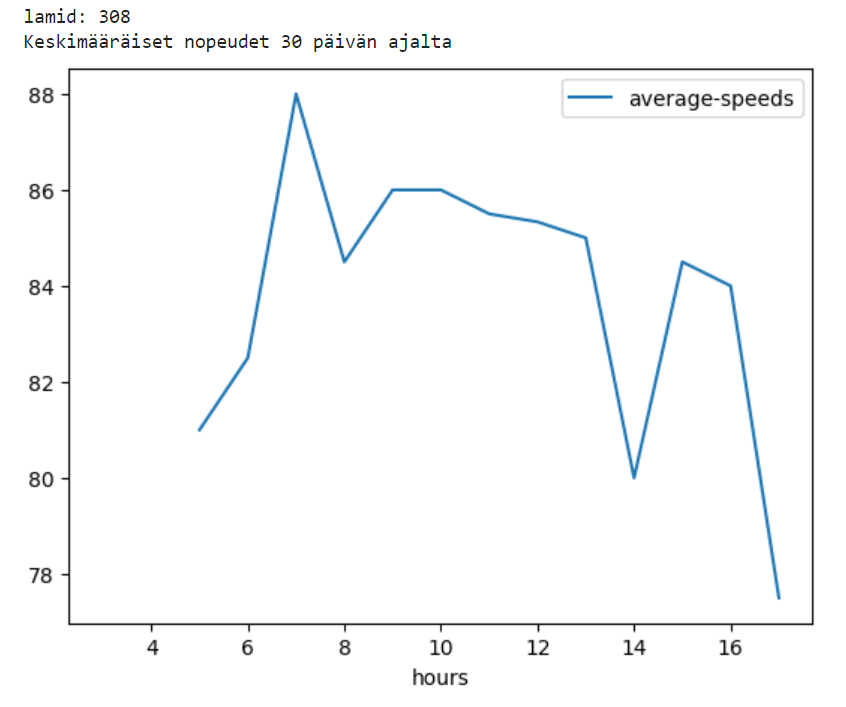 lamid: 308
Keskimääräiset nopeudet 30 päivän ajalta
average-speeds
88
86
84
82
80
78
4 6 8 10 12 14 16
hours